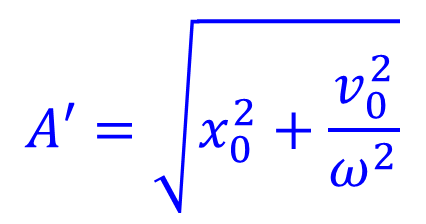 A' = √(x₀² + v₀²/ω²)